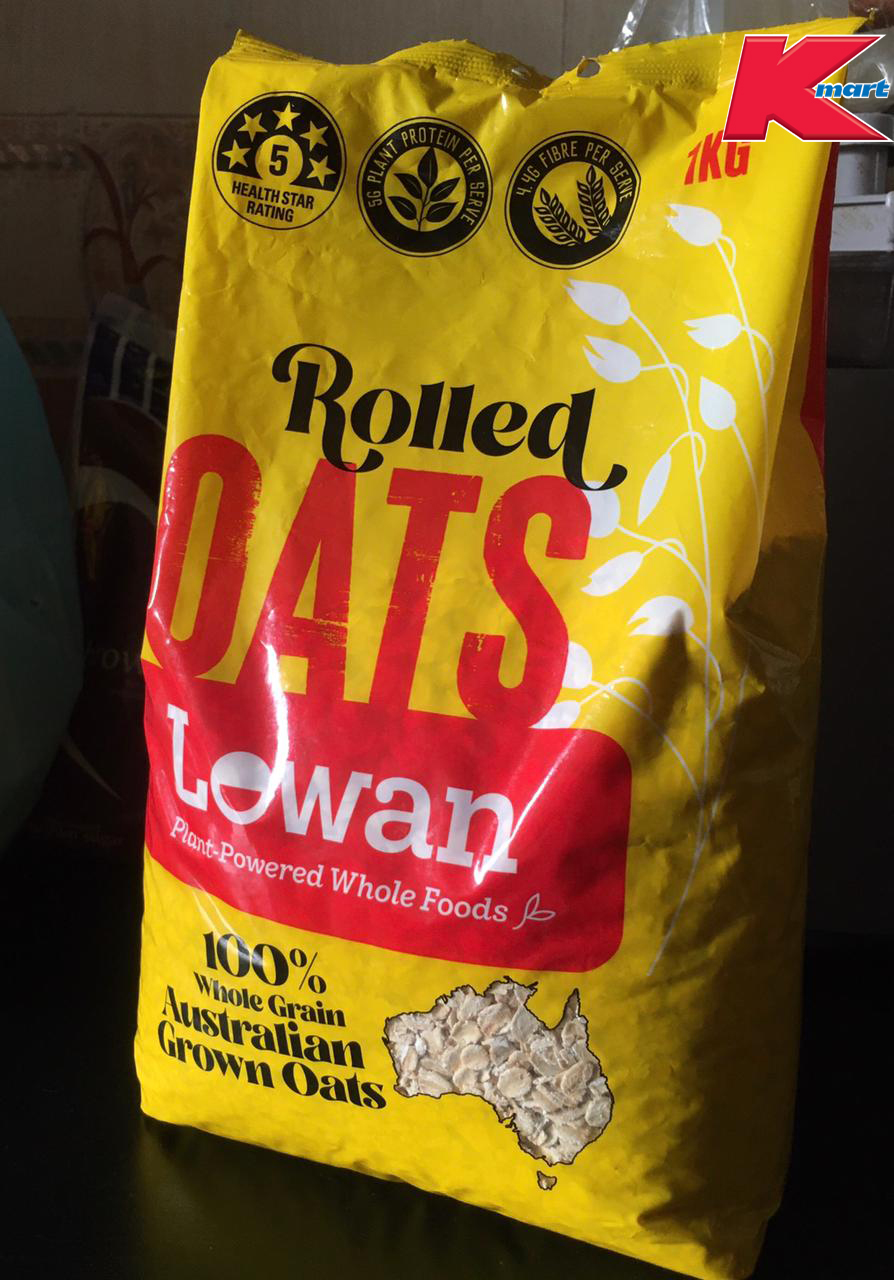 Kmart
5
HEALTH STAR
RATING
5G PLANT PROTEIN PER SERVE
4.4G FIBRE PER SERVE
1KG
Rolled
OATS
Lowan
Plant-Powered Whole Foods
100%
Whole Grain
Australian
Grown Oats